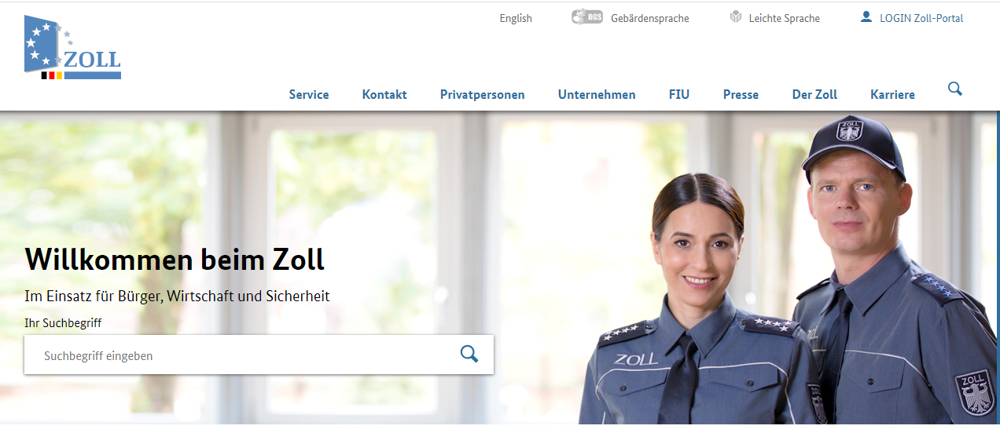 English
DGS
Gebärdensprache
Leichte Sprache
LOGIN Zoll-Portal
ZOLL
Service
Kontakt
Privatpersonen
Unternehmen
FIU
Presse
Der Zoll
Karriere
ZOLL
Willkommen beim Zoll
Im Einsatz für Bürger, Wirtschaft und Sicherheit
Ihr Suchbegriff
Suchbegriff eingeben
ZOLL
ZOLL